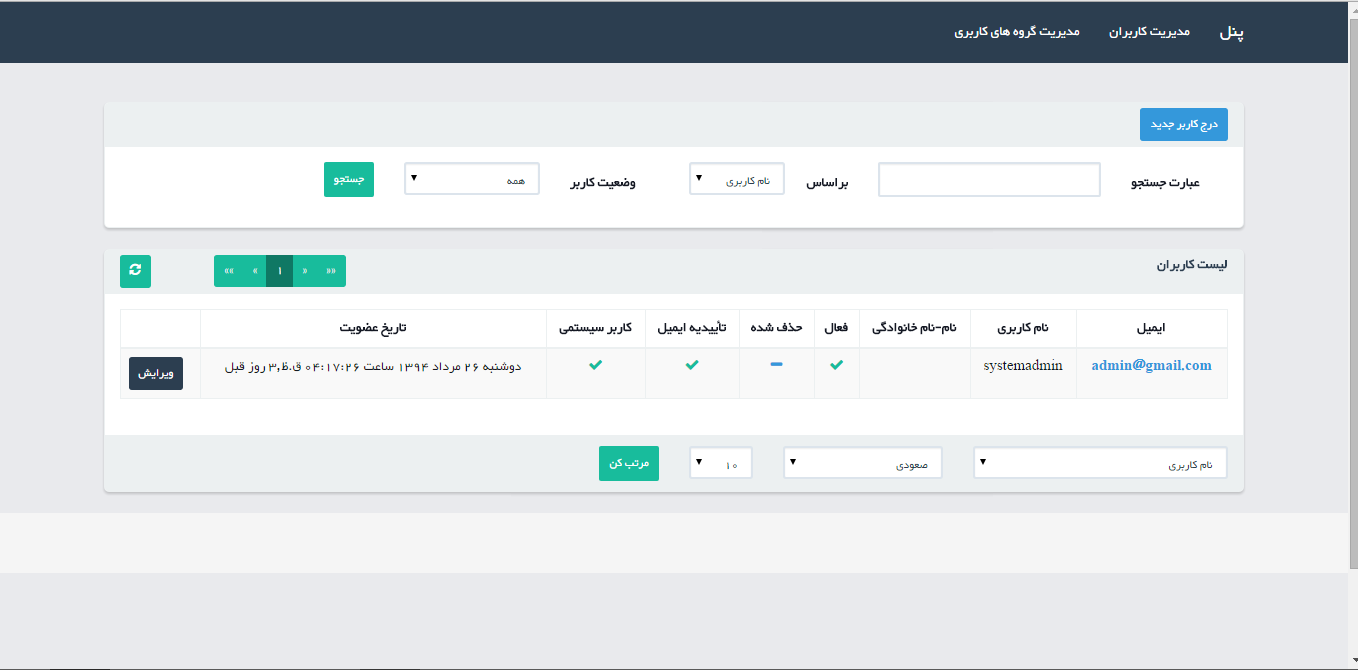 پنل مدیریت کاربران مدیریت گروه های کاربری
درج کاربر جدید
عبارت جستجو بر اساس نام کاربری وضعیت کاربر همه جستجو
لیست کاربران «« « ۱ » »»
ایمیل نام کاربری نام-نام خانوادگی فعال حذف شده تأییدیه ایمیل کاربر سیستمی تاریخ عضویت
admin@gmail.com systemadmin دوشنبه ۲۶ مرداد ۱۳۹۴ ساعت ۰۴:۱۷:۲۶ ق.ظ,۳ روز قبل ویرایش
نام کاربری صعودی ۱۰ مرتب کن